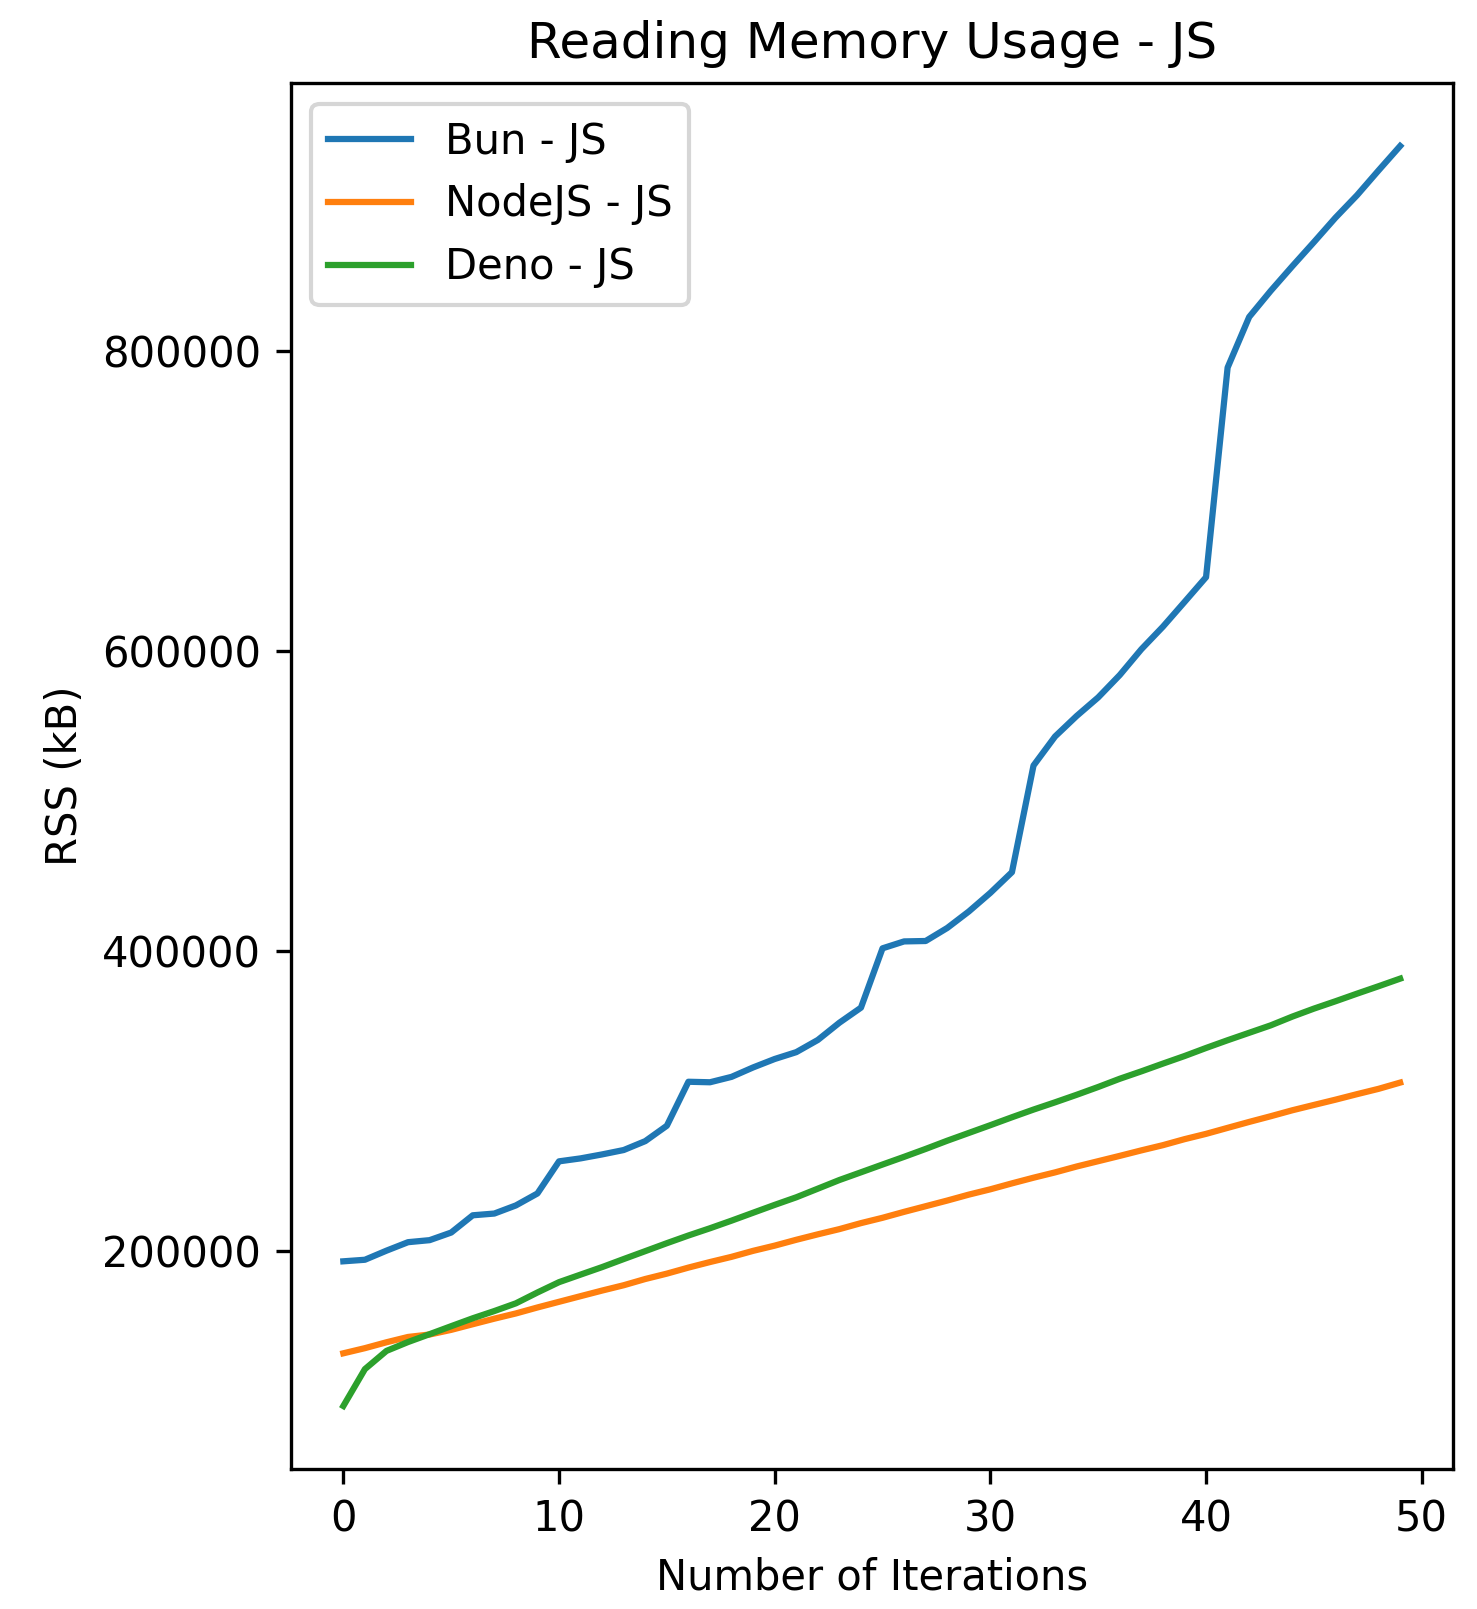 Reading Memory Usage - JS
Bun - JS
NodeJS - JS
Deno - JS
800000
600000
400000
200000
RSS (kB)
0 10 20 30 40 50
Number of Iterations